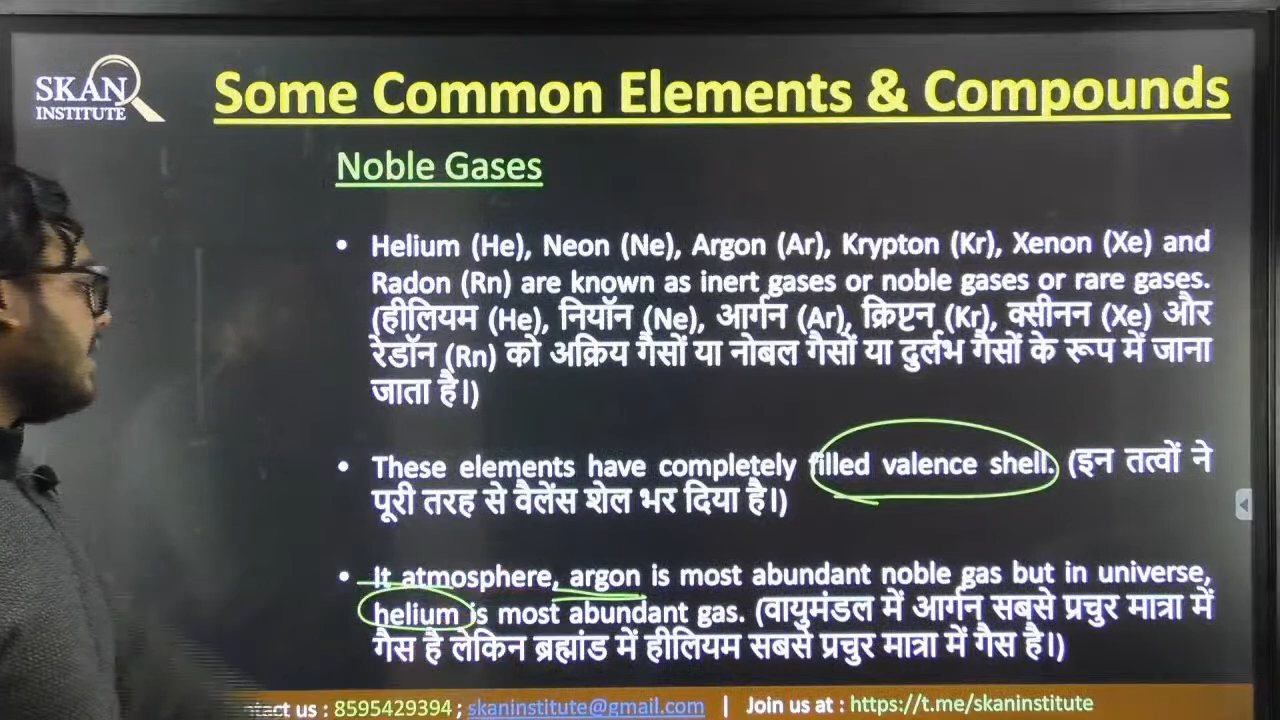 SKAN
INSTITUTE
Some Common Elements & Compounds
Noble Gases
• Helium (He), Neon (Ne), Argon (Ar), Krypton (Kr), Xenon (Xe) and
Radon (Rn) are known as inert gases or noble gases or rare gases.
(हीलियम (He), नियॉन (Ne), आर्गन (Ar), क्रिप्टन (Kr), क्सीनन (Xe) और
रेडॉन (Rn) को अक्रिय गैसों या नोबल गैसों या दुर्लभ गैसों के रूप में जाना
जाता है।)
• These elements have completely filled valence shell. (इन तत्वों ने
पूरी तरह से वैलेंस शेल भर दिया है।)
• It atmosphere, argon is most abundant noble gas but in universe,
helium is most abundant gas. (वायुमंडल में आर्गन सबसे प्रचुर मात्रा में
गैस है लेकिन ब्रह्मांड में हीलियम सबसे प्रचुर मात्रा में गैस है।)
us : 8595429394 ; skaninstitute@gmail.com | Join us at : https://t.me/skaninstitute